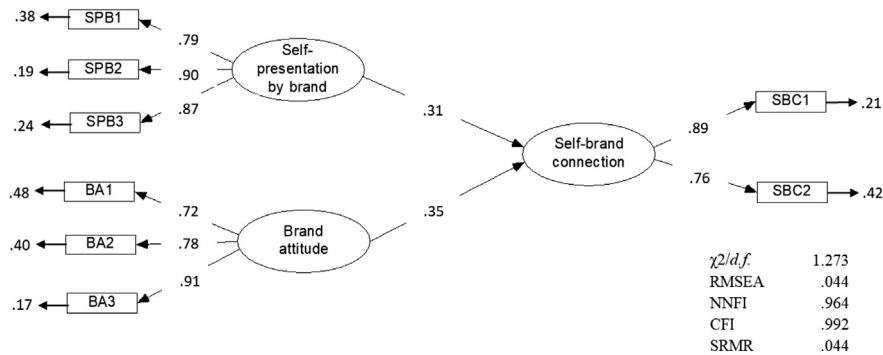 .38 SPB1
.79
Self-
presentation
by brand
.19 SPB2
.90
.24 SPB3
.87
.31
.48 BA1
.72
.40 BA2
.78
Brand
attitude
.17 BA3
.91
.35
Self-brand
connection
.89
SBC1 .21
.76
SBC2 .42
χ2/d.f. 1.273
RMSEA .044
NNFI .964
CFI .992
SRMR .044